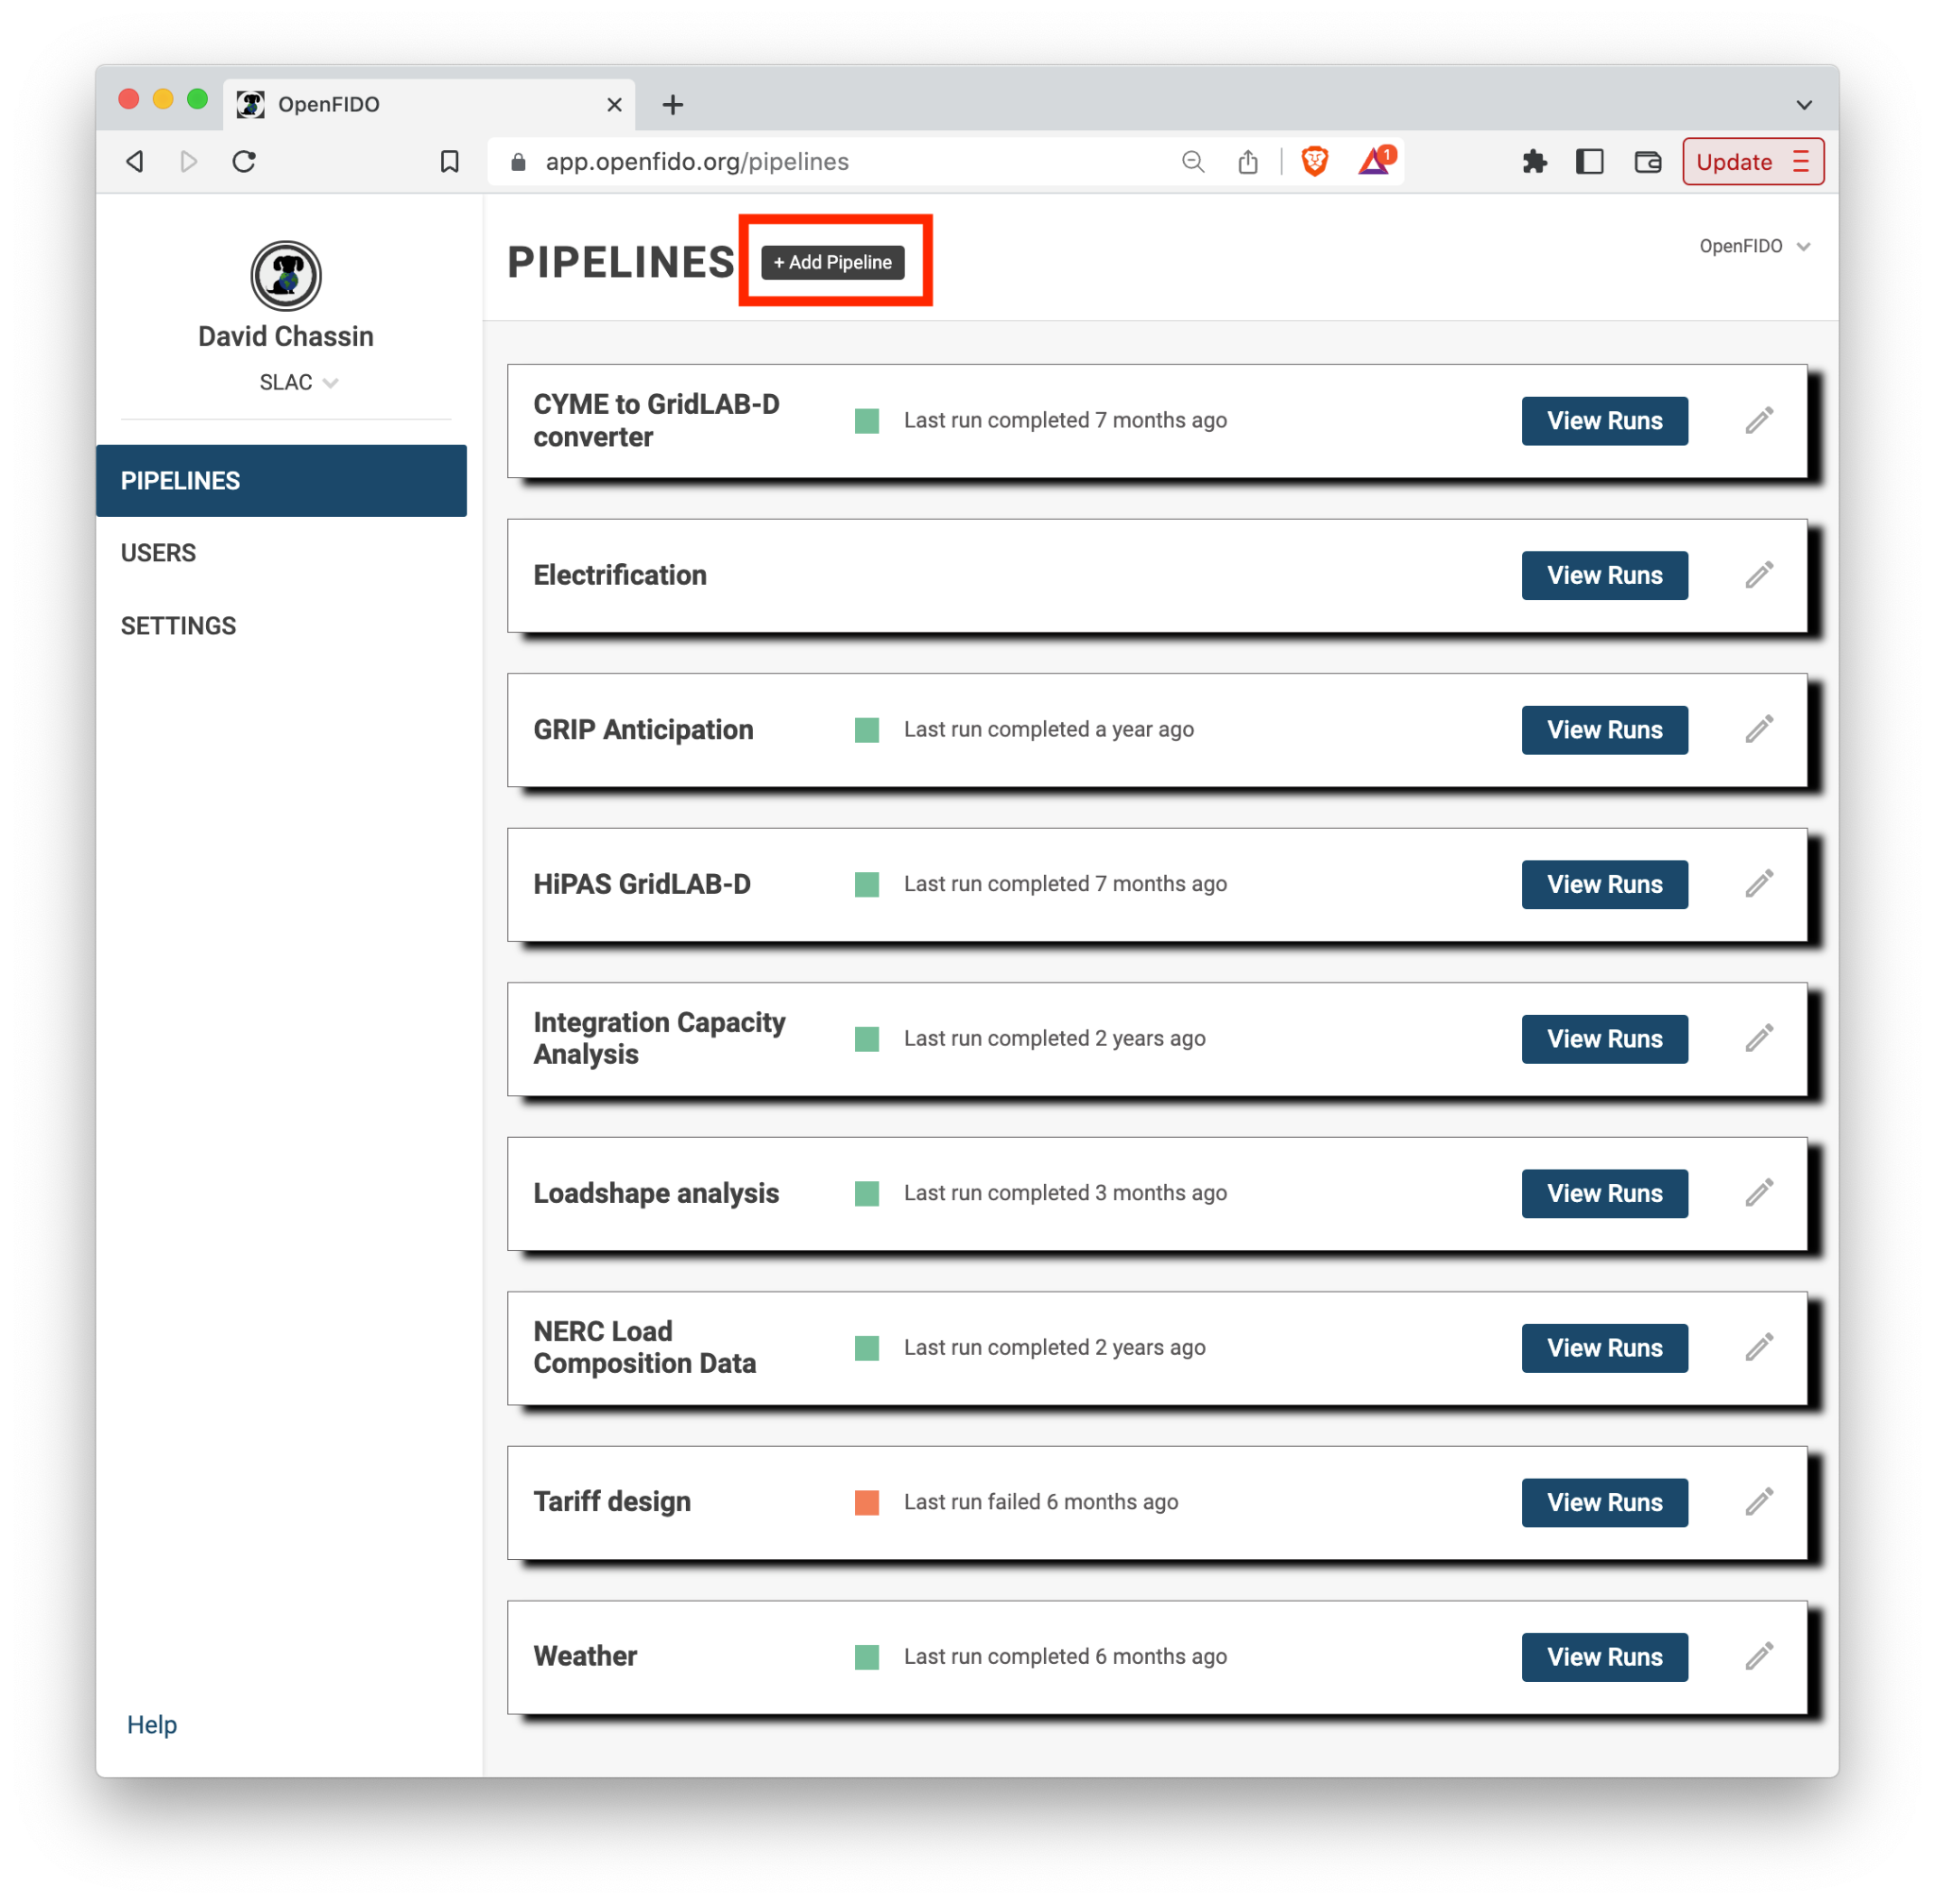 OpenFIDO
app.openfido.org/pipelines
1
Update
David Chassin
SLAC
PIPELINES
USERS
SETTINGS
Help
PIPELINES
+ Add Pipeline
OpenFIDO
CYME to GridLAB-D
converter
Last run completed 7 months ago
View Runs
Electrification
View Runs
GRIP Anticipation
Last run completed a year ago
View Runs
HiPAS GridLAB-D
Last run completed 7 months ago
View Runs
Integration Capacity
Analysis
Last run completed 2 years ago
View Runs
Loadshape analysis
Last run completed 3 months ago
View Runs
NERC Load
Composition Data
Last run completed 2 years ago
View Runs
Tariff design
Last run failed 6 months ago
View Runs
Weather
Last run completed 6 months ago
View Runs